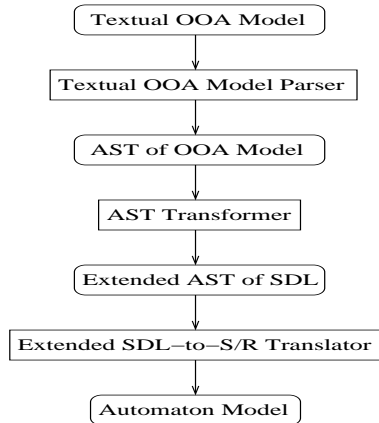 Textual OOA Model
Textual OOA Model Parser
AST of OOA Model
AST Transformer
Extended AST of SDL
Extended SDL−to−S/R Translator
Automaton Model